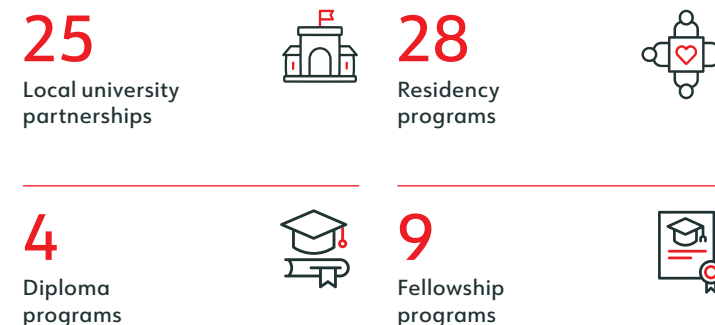 25
Local university
partnerships
28
Residency
programs
4
Diploma
programs
9
Fellowship
programs